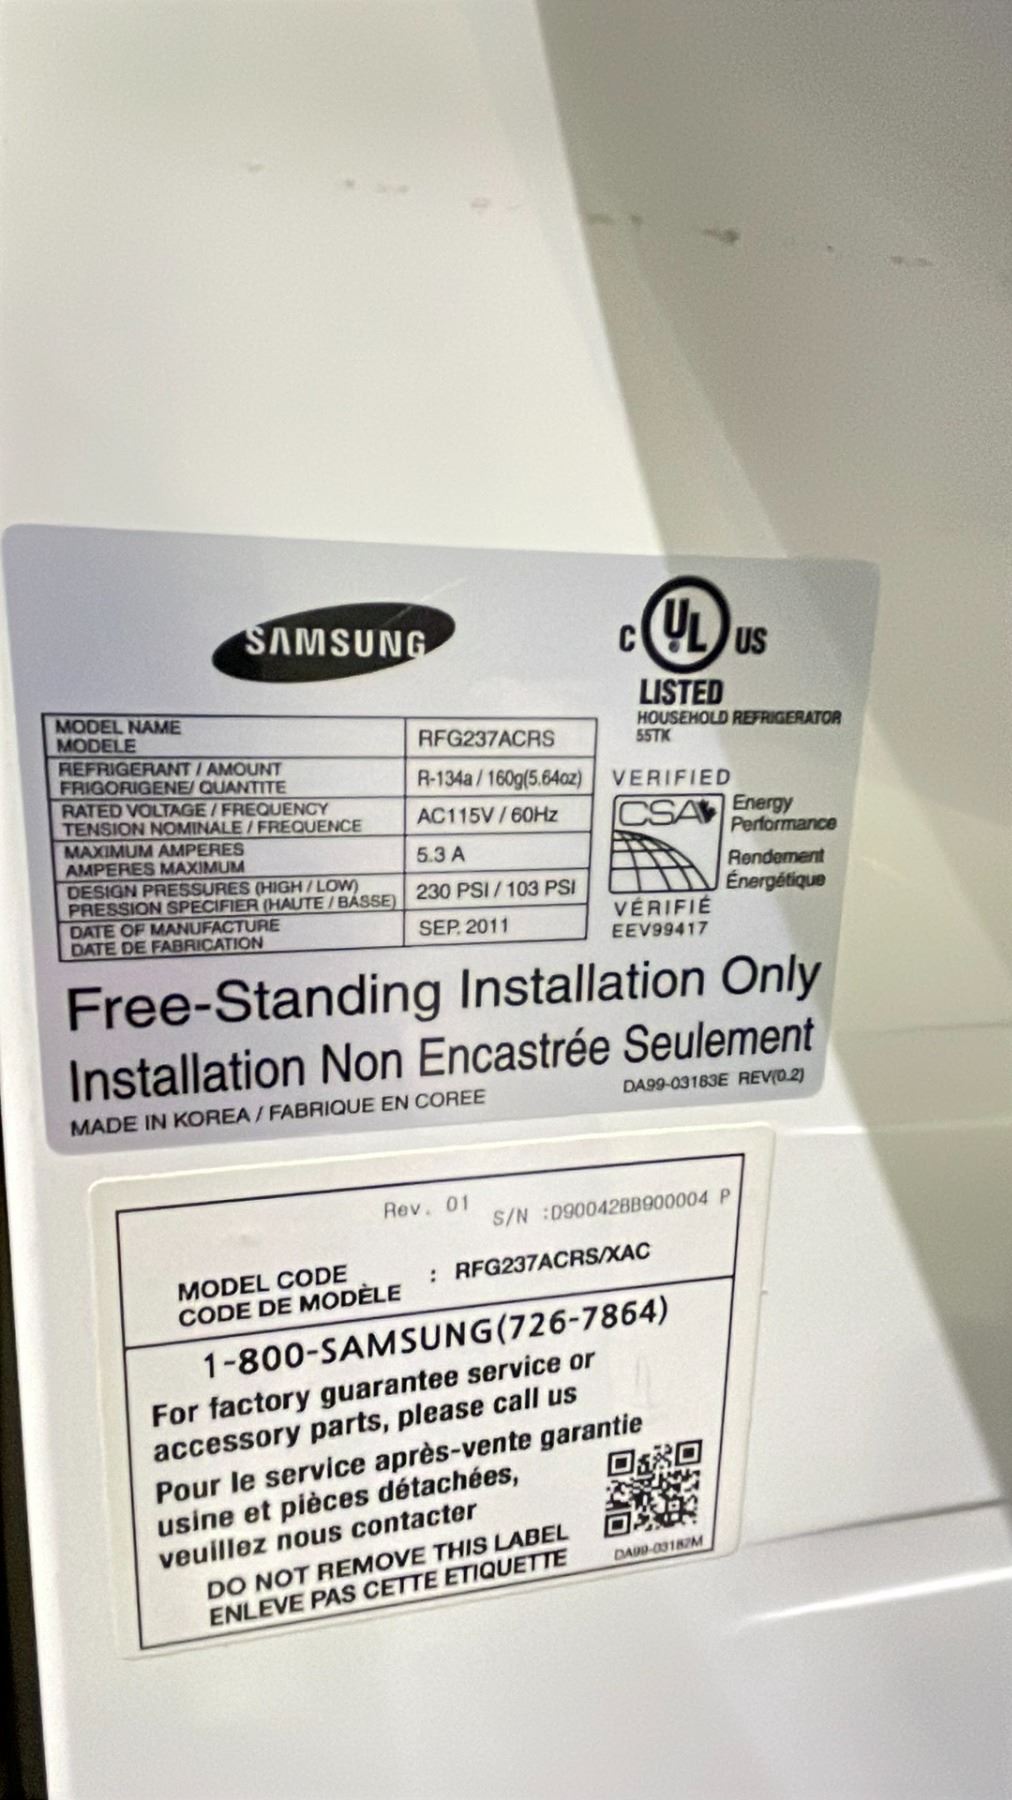 SAMSUNG
C UL US
LISTED
HOUSEHOLD REFRIGERATOR
55TK
MODEL NAME
MODELE
RFG237ACRS
REFRIGERANT / AMOUNT
FRIGORIGENE/ QUANTITE
R-134a / 160g(5.64oz)
RATED VOLTAGE / FREQUENCY
TENSION NOMINALE / FREQUENCE
AC115V / 60Hz
MAXIMUM AMPERES
AMPERES MAXIMUM
5.3 A
DESIGN PRESSURES (HIGH / LOW)
PRESSION SPECIFIER (HAUTE / BASSE)
230 PSI / 103 PSI
DATE OF MANUFACTURE
DATE DE FABRICATION
SEP. 2011
VERIFIED
CSA
Energy
Performance
Rendement
Énergétique
VÉRIFIÉ
EEV99417
Free-Standing Installation Only
Installation Non Encastrée Seulement
MADE IN KOREA / FABRIQUE EN COREE
DA99-03183E REV(0.2)
Rev. 01 S/N :D90042BB900004 P
MODEL CODE
CODE DE MODÈLE
: RFG237ACRS/XAC
1-800-SAMSUNG(726-7864)
For factory guarantee service or
accessory parts, please call us
Pour le service après-vente garantie
usine et pièces détachées,
veuillez nous contacter
DO NOT REMOVE THIS LABEL
ENLEVE PAS CETTE ETIQUETTE
DA99-03182M